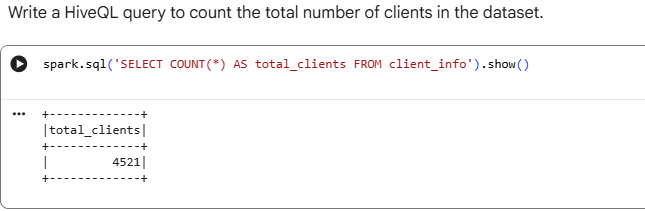 Write a HiveQL query to count the total number of clients in the dataset.
spark.sql('SELECT COUNT(*) AS total_clients FROM client_info').show()
+-------------+
|total_clients|
+-------------+
|         4521|
+-------------+